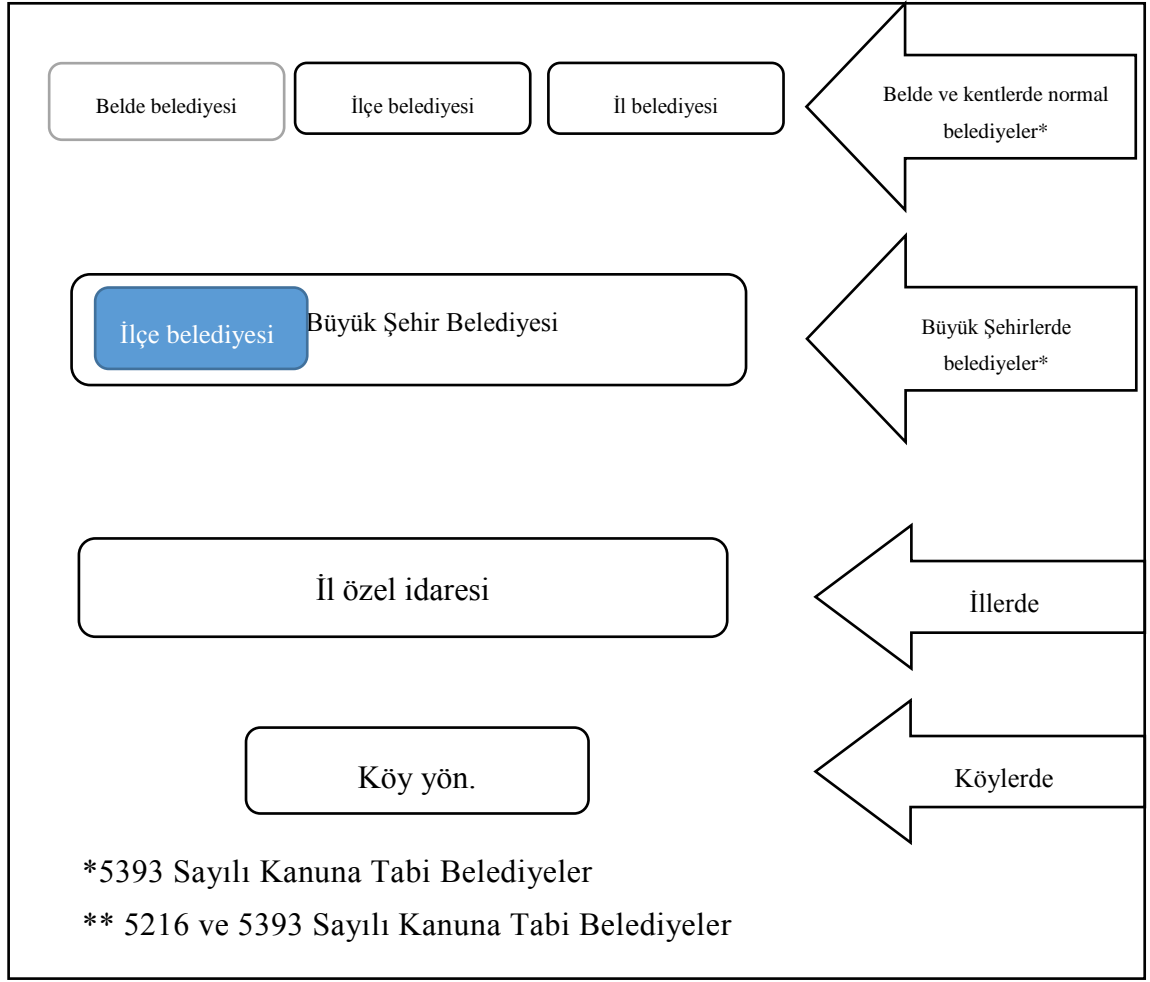 Belde belediyesi
İlçe belediyesi
İl belediyesi
Belde ve kentlerde normal
belediyeler*
İlçe belediyesi
Büyük Şehir Belediyesi
Büyük Şehirlerde
belediyeler*
İl özel idaresi
İllerde
Köy yön.
Köylerde
*5393 Sayılı Kanuna Tabi Belediyeler
** 5216 ve 5393 Sayılı Kanuna Tabi Belediyeler